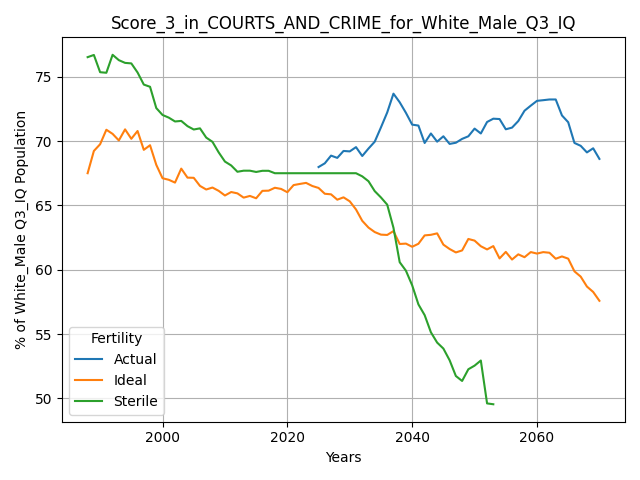 Score_3_in_COURTS_AND_CRIME_for_White_Male_Q3_IQ
% of White_Male Q3_IQ Population
75
70
65
60
55
50
Fertility
Actual
Ideal
Sterile
2000
2020
2040
2060
Years